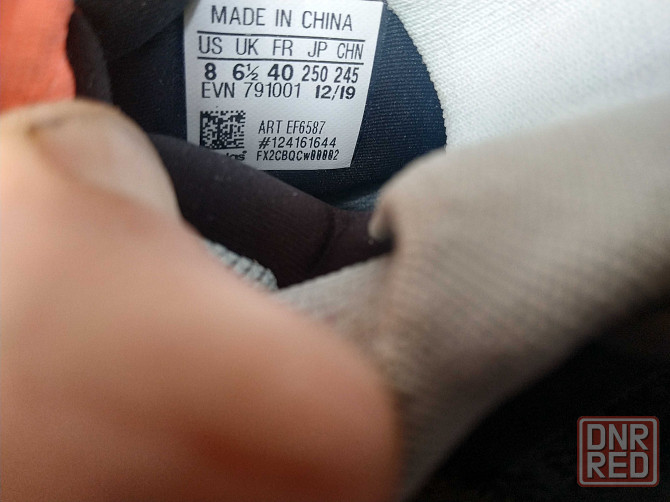 MADE IN CHINA
US UK FR JP CHN
8 6½ 40 250 245
EVN 791001 12/19
ART EF6587
#124161644
FX2CBQCW00002
DNR
RED